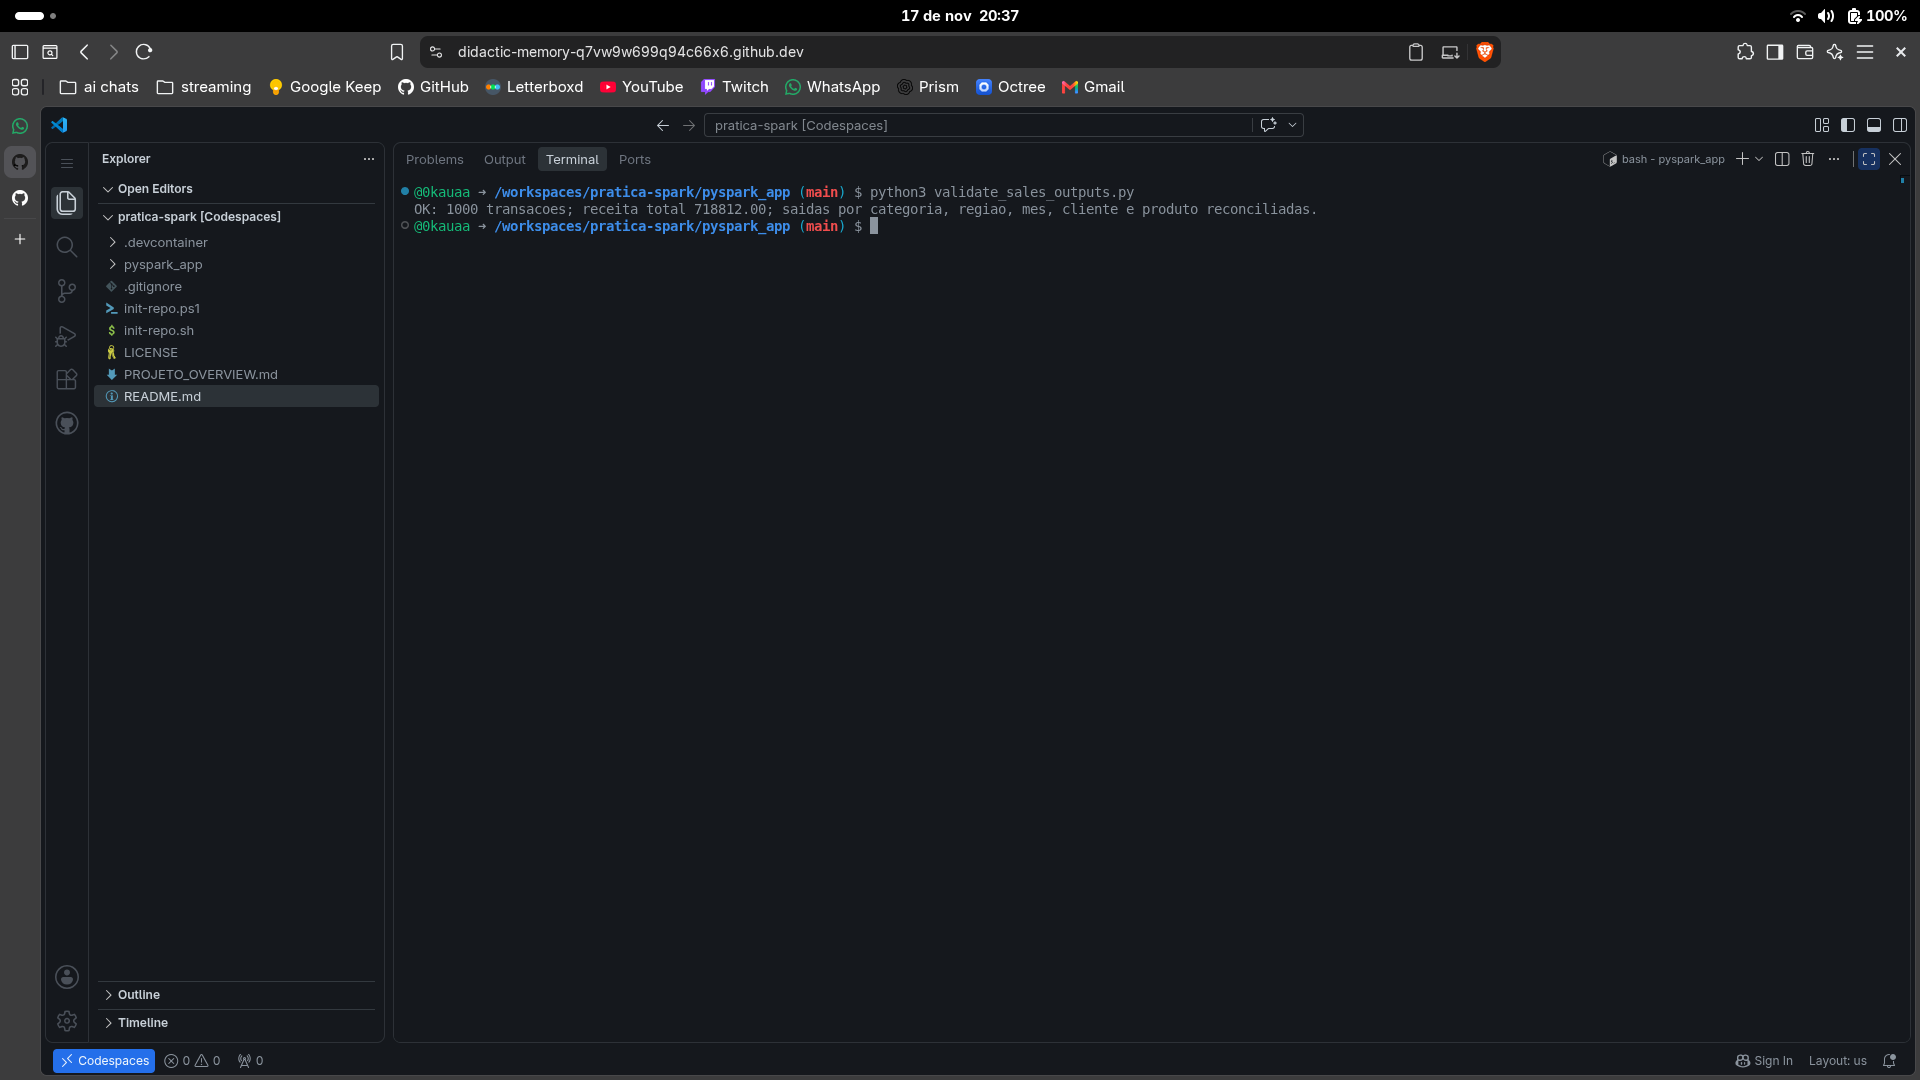 17 de nov 20:37
100%
didactic-memory-q7vw9w699q94c66x6.github.dev
ai chats
streaming
Google Keep
GitHub
Letterboxd
YouTube
Twitch
WhatsApp
Prism
Octree
Gmail
pratica-spark [Codespaces]
Explorer
Open Editors
pratica-spark [Codespaces]
.devcontainer
pyspark_app
.gitignore
init-repo.ps1
init-repo.sh
LICENSE
PROJETO_OVERVIEW.md
README.md
Outline
Timeline
Problems
Output
Terminal
Ports
bash - pyspark_app
@0kauaa → /workspaces/pratica-spark/pyspark_app (main) $ python3 validate_sales_outputs.py
OK: 1000 transacoes; receita total 718812.00; saidas por categoria, regiao, mes, cliente e produto reconciliadas.
@0kauaa → /workspaces/pratica-spark/pyspark_app (main) $
Codespaces
0
0
0
Sign In
Layout: us